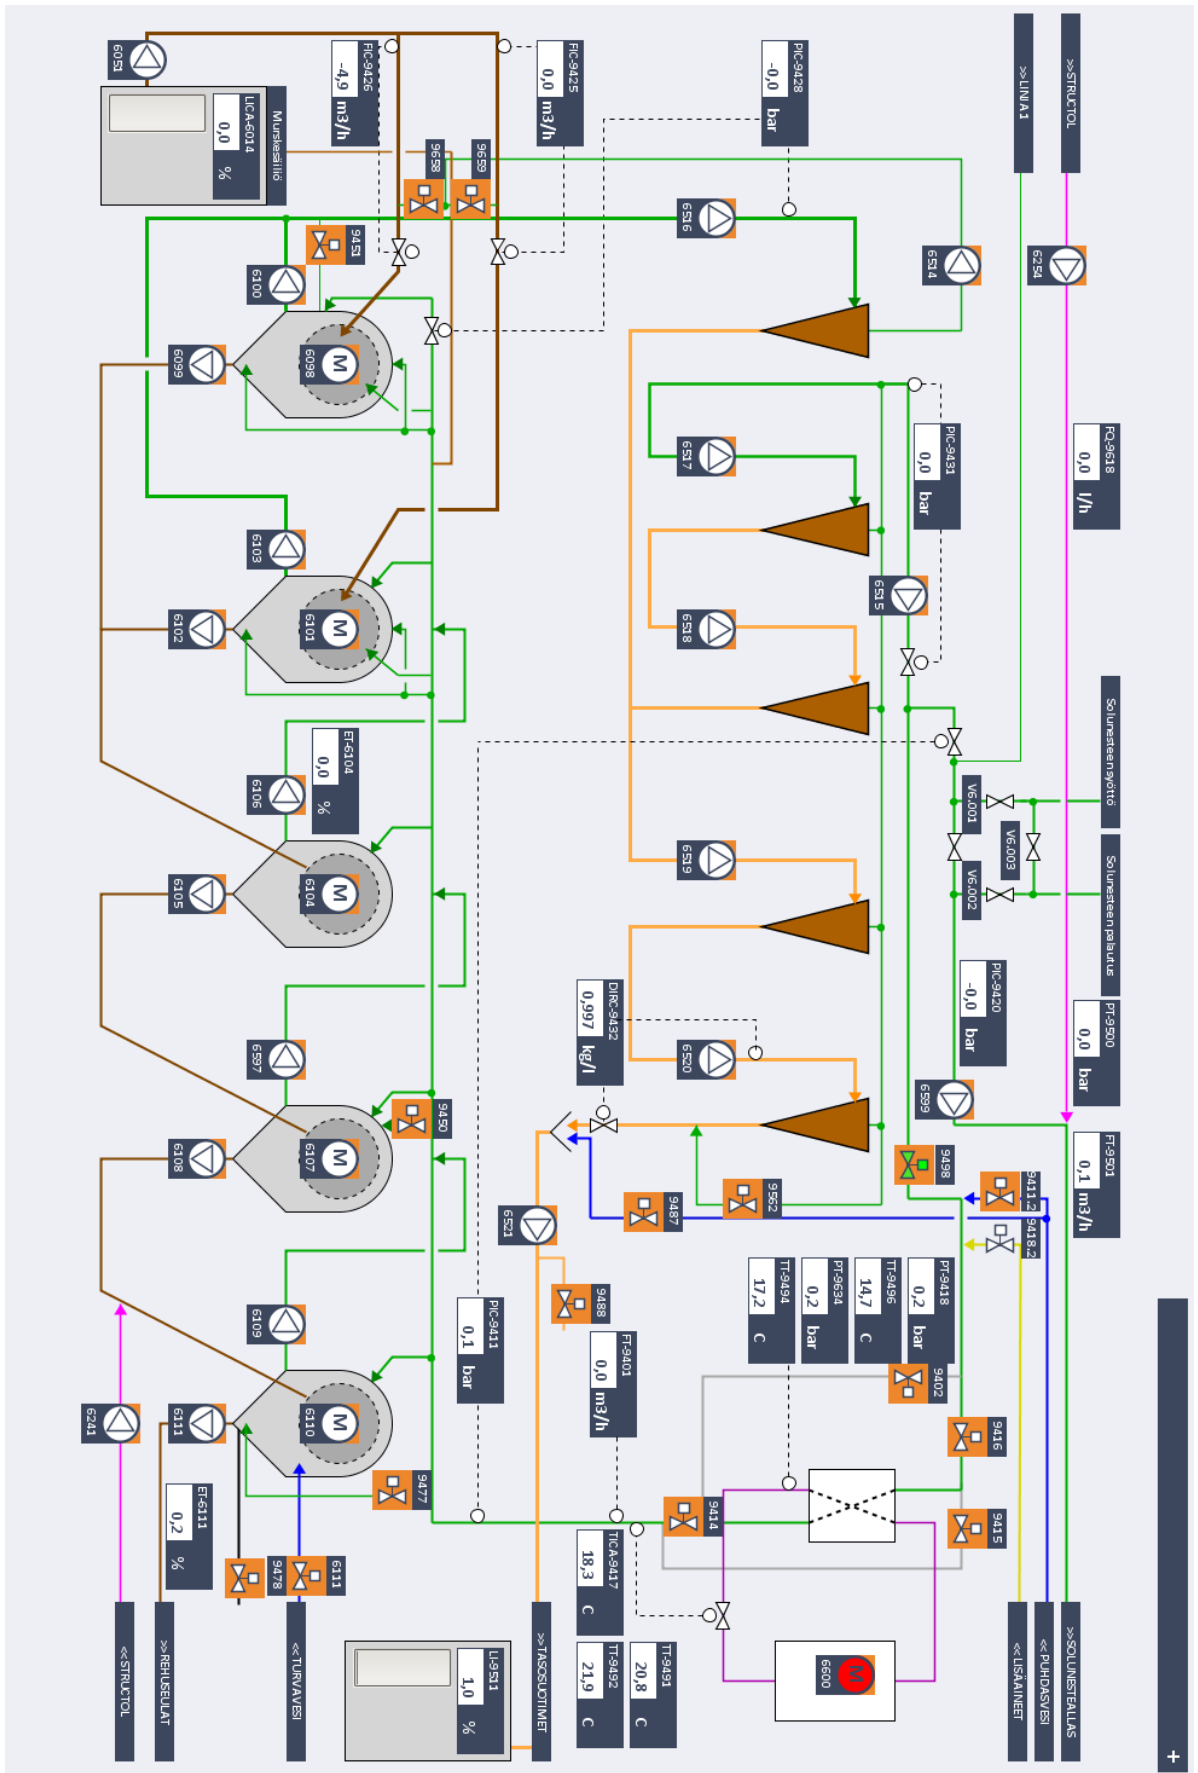 >>STRUCTOL
>>LINJA1
PIC-9428
-0,0 bar
FIC-9425
0,0 m3/h
FIC-9426
-4,9 m3/h
6051
Murskesäiliö
LICA-6014
0,0 %
9659
9658
9451
6516
6514
6254
6100
6099
M
6098
FQ-9618
0,0 l/h
PIC-9431
0,0 bar
6517
6515
6518
6103
6102
M
6101
Solunesteen syöttö
Solunesteen palautus
V6.001
V6.003
V6.002
ET-6104
0,0 %
6106
6105
M
6104
6519
PIC-9420
-0,0 bar
PT-9500
0,0 bar
DIRC-9432
0,997 kg/l
6520
6599
6597
6108
M
6107
9450
FT-9501
0,1 m3/h
9498
9411.2
9418.2
9562
9487
6521
9488
TT-9494
17,2 C
PT-9634
0,2 bar
TT-9496
14,7 C
PT-9418
0,2 bar
9402
PIC-9411
0,1 bar
FT-9401
0,0 m3/h
6109
6111
M
6110
6241
9416
9415
9414
9477
ET-6111
0,2 %
9478
6111
TICA-9417
18,3 C
TT-9492
21,9 C
TT-9491
20,8 C
M
6600
LI-9511
1,0 %
<<STRUCTOL
>>REHUSEULAT
<<TURVAVESI
>>TASOSUOTIMET
<<LISÄAINEET
<<PUHDASVESI
>>SOLUNESTEALLAS
+